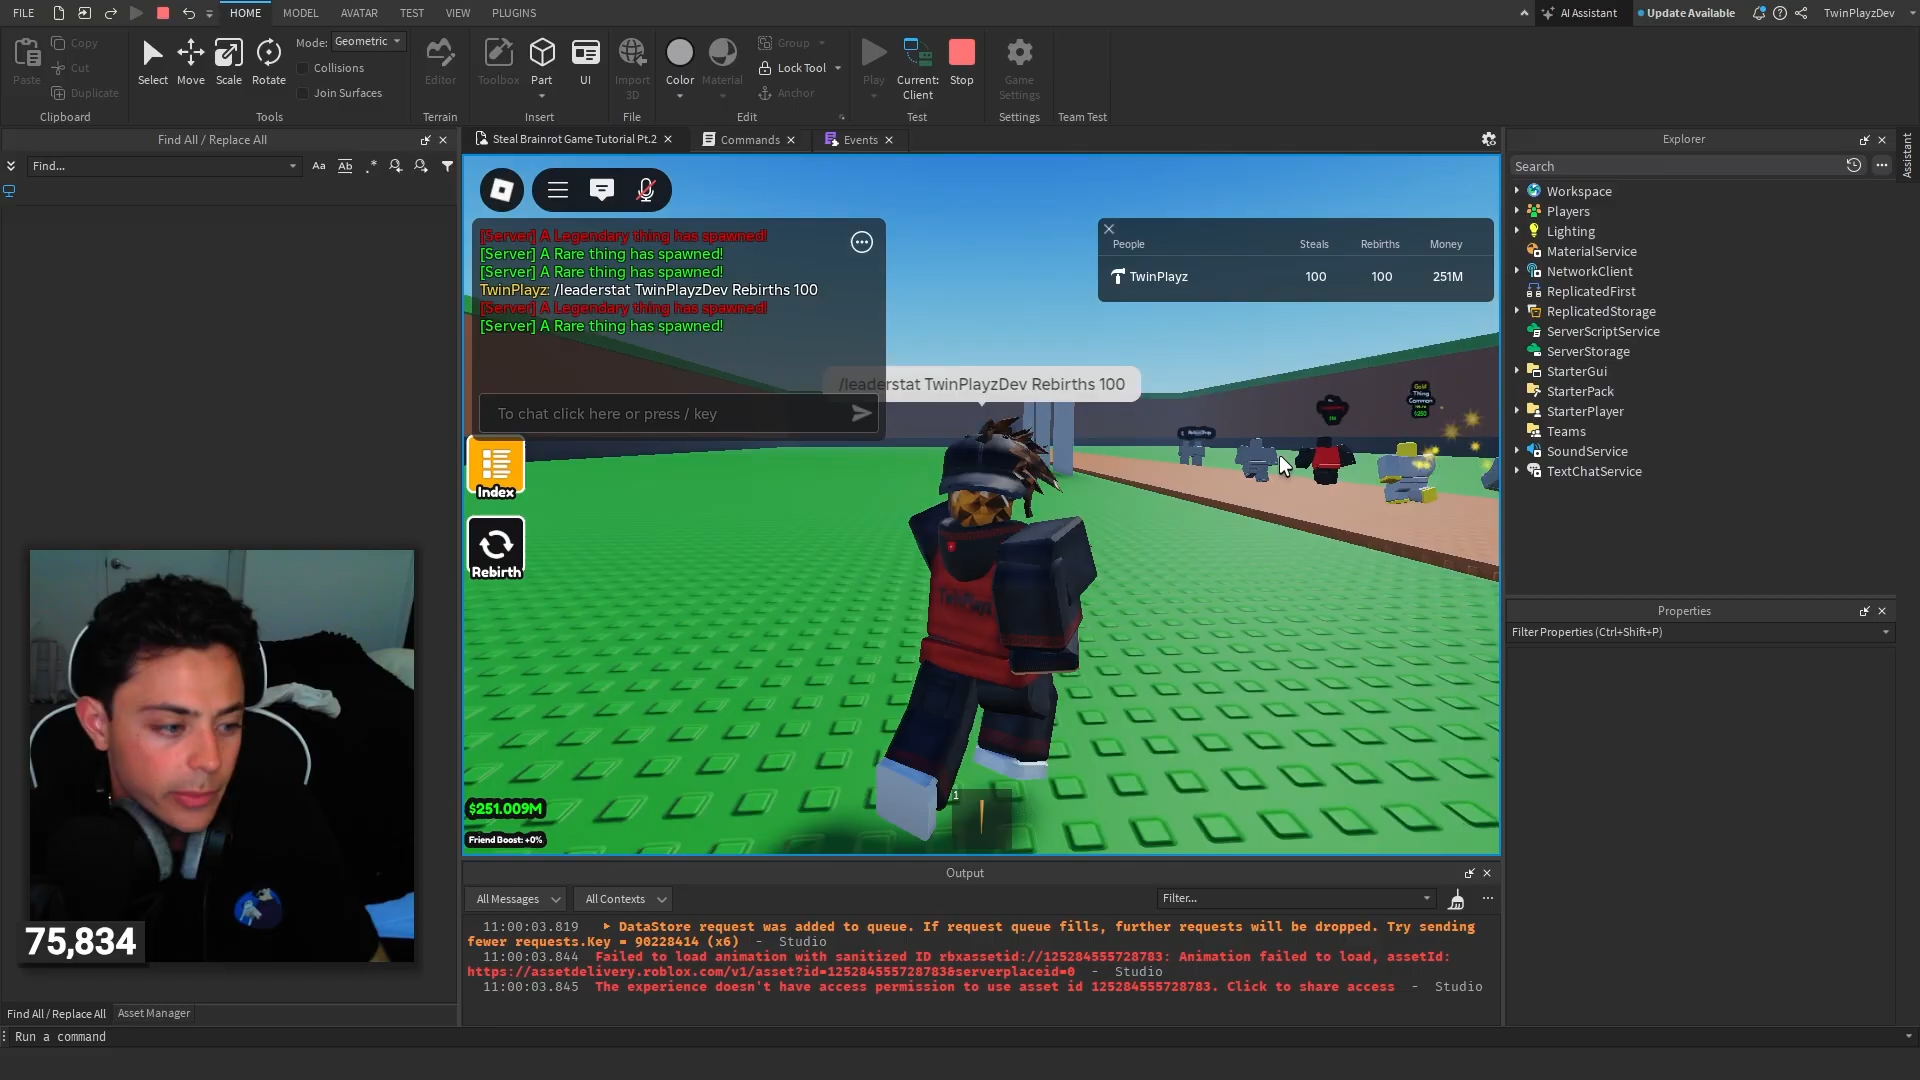 FILE
HOME
MODEL
AVATAR
TEST
VIEW
PLUGINS
AI Assistant
Update Available
TwinPlayzDev
Paste
Copy
Cut
Duplicate
Clipboard
Select
Move
Scale
Rotate
Mode: Geometric
Collisions
Join Surfaces
Tools
Editor
Terrain
Toolbox
Part
UI
Insert
Import
3D
File
Color
Material
Group
Lock Tool
Anchor
Edit
Play
Current:
Client
Stop
Test
Game
Settings
Settings
Team Test
Find All / Replace All
Find...
Aa
Ab
Steal Brainrot Game Tutorial Pt.2
Commands
Events
[Server] A Legendary thing has spawned!
[Server] A Rare thing has spawned!
[Server] A Rare thing has spawned!
TwinPlayz: /leaderstat TwinPlayzDev Rebirths 100
[Server] A Legendary thing has spawned!
[Server] A Rare thing has spawned!
To chat click here or press / key
/leaderstat TwinPlayzDev Rebirths 100
People Steals Rebirths Money
TwinPlayz 100 100 251M
Gold
Thing
Common
$250
Index
Rebirth
TwinPlayz
$251.009M
Friend Boost: +0%
1
Explorer
Search
Workspace
Players
Lighting
MaterialService
NetworkClient
ReplicatedFirst
ReplicatedStorage
ServerScriptService
ServerStorage
StarterGui
StarterPack
StarterPlayer
Teams
SoundService
TextChatService
Assistant
Properties
Filter Properties (Ctrl+Shift+P)
75,834
Output
All Messages
All Contexts
Filter...
11:00:03.819 DataStore request was added to queue. If request queue fills, further requests will be dropped. Try sending
fewer requests.Key = 90228414 (x6) - Studio
11:00:03.844 Failed to load animation with sanitized ID rbxassetid://125284555728783: Animation failed to load, assetId:
https://assetdelivery.roblox.com/v1/asset?id=125284555728783&serverplaceid=0 - Studio
11:00:03.845 The experience doesn't have access permission to use asset id 125284555728783. Click to share access - Studio
Find All / Replace All
Asset Manager
Run a command